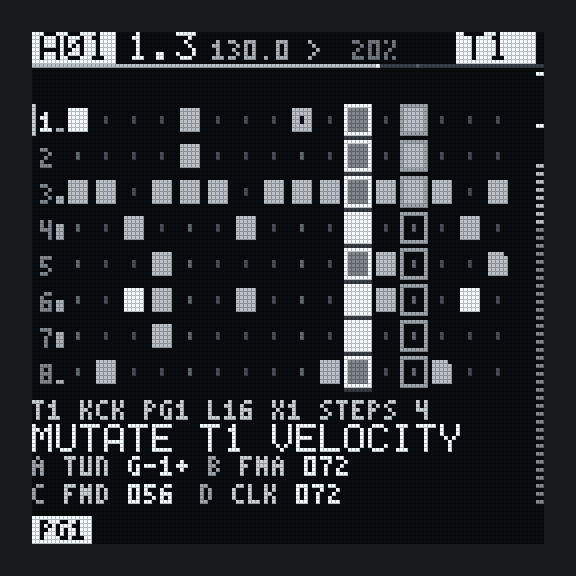 A01 1.3 130.0 > 20% T1
1
2
3
4
5
6
7
8
T1 KCK PG1 L16 X1 STEPS 4
MUTATE T1 VELOCITY
A TUN G-1+ B FMA 072
C FMD 056 D CLK 072
PG1